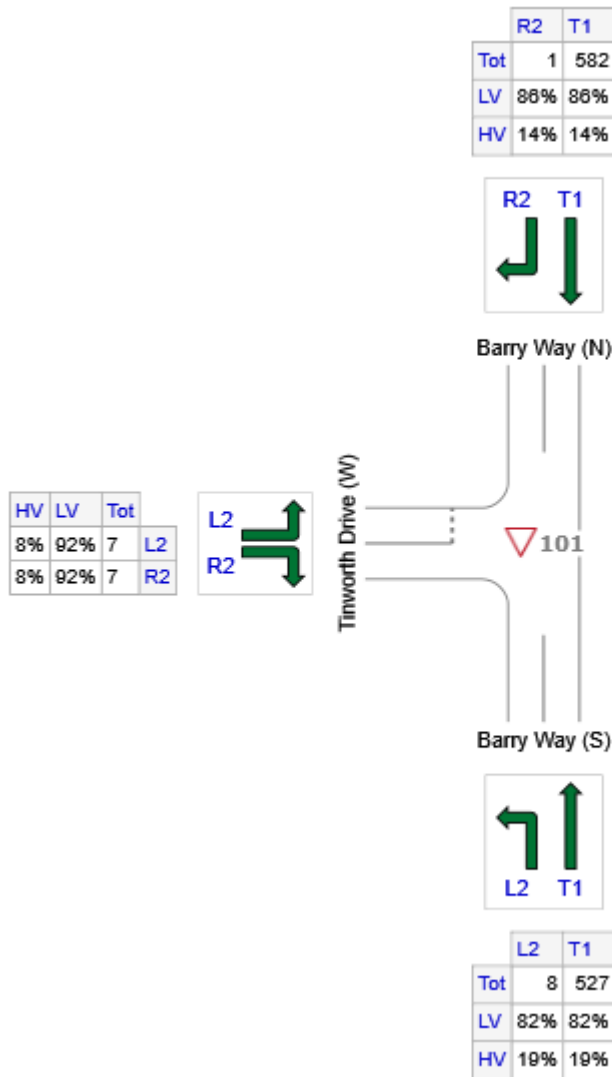 R2 T1
Tot 1 582
LV 86% 86%
HV 14% 14%
R2 T1
Barry Way (N)
HV LV Tot
8% 92% 7 L2
8% 92% 7 R2
L2
R2
Tinworth Drive (W)
101
Barry Way (S)
L2 T1
L2 T1
Tot 8 527
LV 82% 82%
HV 19% 19%